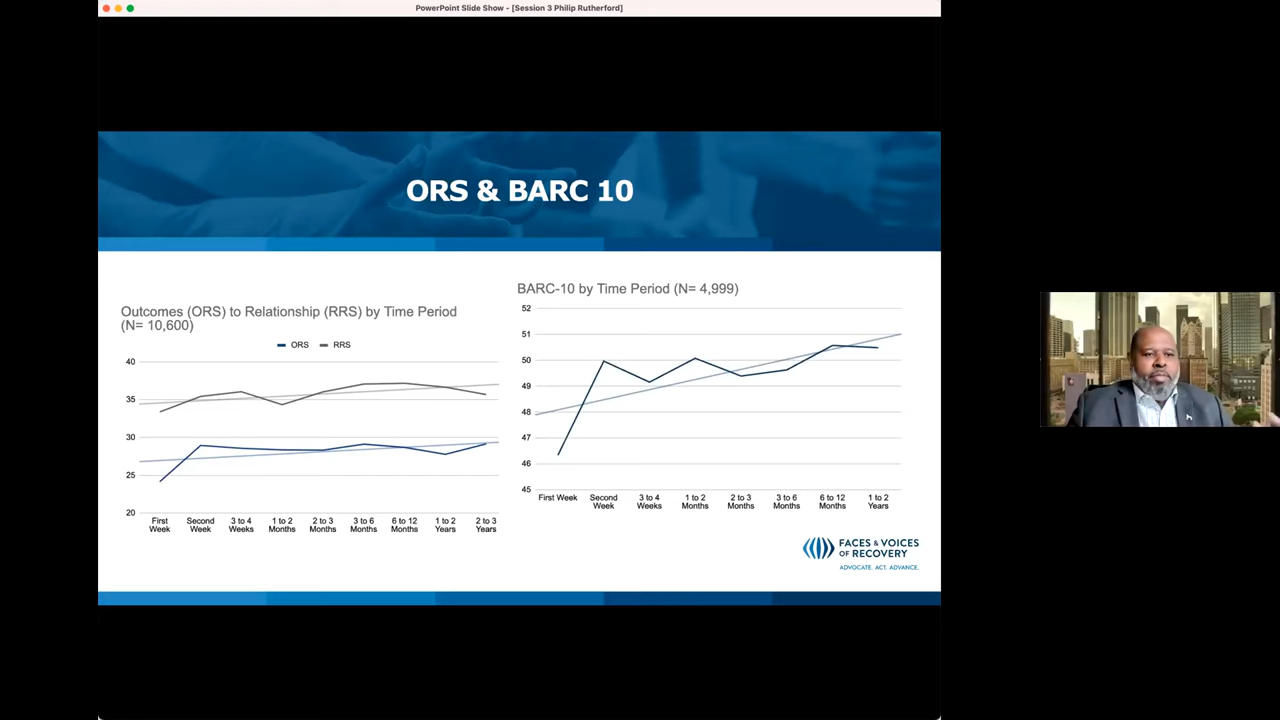 PowerPoint Slide Show - [Session 3 Philip Rutherford]
ORS & BARC 10
Outcomes (ORS) to Relationship (RRS) by Time Period
(N= 10,600)
ORS RRS
40
35
30
25
20
First Week
Second Week
3 to 4 Weeks
1 to 2 Months
2 to 3 Months
3 to 6 Months
6 to 12 Months
1 to 2 Years
2 to 3 Years
BARC-10 by Time Period (N= 4,999)
52
51
50
49
48
47
46
45
First Week
Second Week
3 to 4 Weeks
1 to 2 Months
2 to 3 Months
3 to 6 Months
6 to 12 Months
1 to 2 Years
FACES & VOICES
OF RECOVERY
ADVOCATE. ACT. ADVANCE.